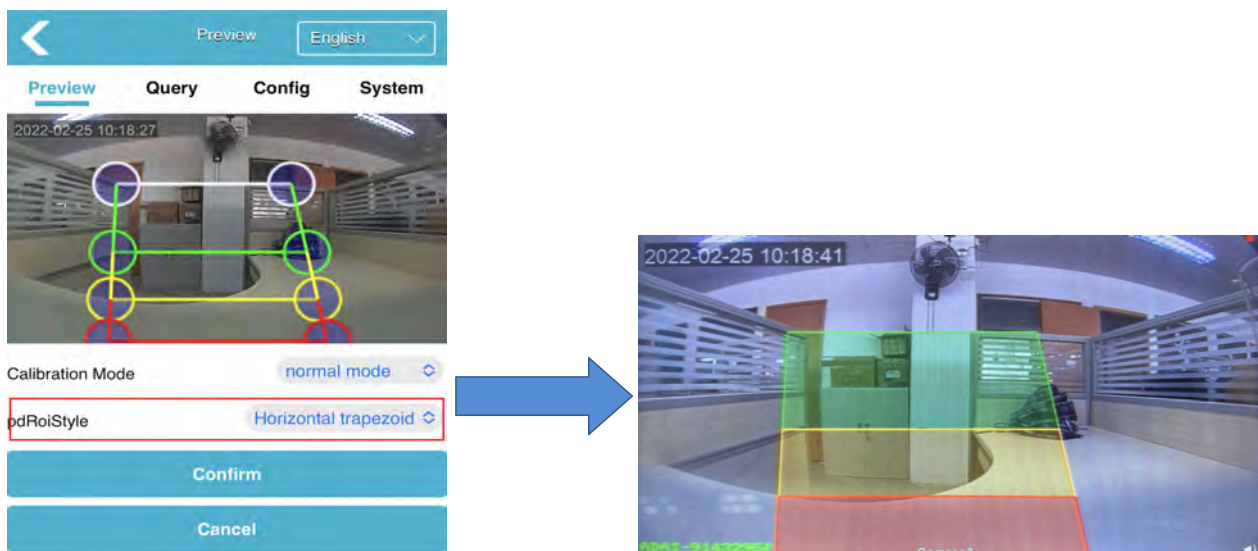 Preview
English
Preview Query Config System
2022-02-25 10:18:27
Calibration Mode normal mode
pdRoiStyle Horizontal trapezoid
Confirm
Cancel
2022-02-25 10:18:41